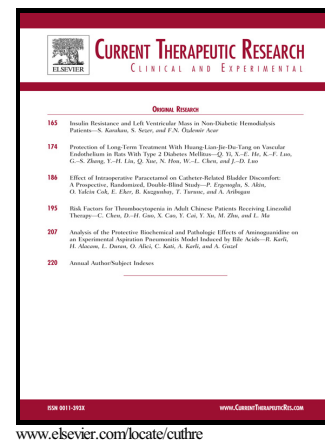 ELSEVIER
CURRENT THERAPEUTIC RESEARCH
CLINICAL AND EXPERIMENTAL
ORIGINAL RESEARCH
165 Insulin Resistance and Left Ventricular Mass in Non-Diabetic Hemodialysis
Patients—S. Karahan, S. Sezer, and F.N. Ozdemir Acar
174 Protection of Long-Term Treatment With Huang-Lian-Jie-Du-Tang on Vascular
Endothelium in Rats With Type 2 Diabetes Mellitus—Q. Yi, X.-E. He, K.-F. Luo,
G.-S. Zheng, Y.-H. Lin, Q. Xue, N. Hou, W.-L. Chen, and J.-D. Luo
186 Effect of Intraoperative Paracetamol on Catheter-Related Bladder Discomfort:
A Prospective, Randomized, Double-Blind Study—P. Ergenoglu, S. Akin,
O. Yalcin Cok, E. Eker, B. Kuzgunbay, T. Turunc, and A. Aribogan
195 Risk Factors for Thrombocytopenia in Adult Chinese Patients Receiving Linezolid
Therapy—C. Chen, D.-H. Guo, X. Cao, Y. Cai, Y. Xu, M. Zhu, and L. Ma
207 Analysis of the Protective Biochemical and Pathologic Effects of Aminoguanidine on
an Experimental Aspiration Pneumonitis Model Induced by Bile Acids—R. Karli,
H. Alacam, L. Duran, O. Alici, C. Kati, A. Karli, and A. Guzel
220 Annual Author/Subject Indexes
ISSN 0011-393X
WWW.CURRENTTHERAPEUTICRES.COM
www.elsevier.com/locate/cuthre